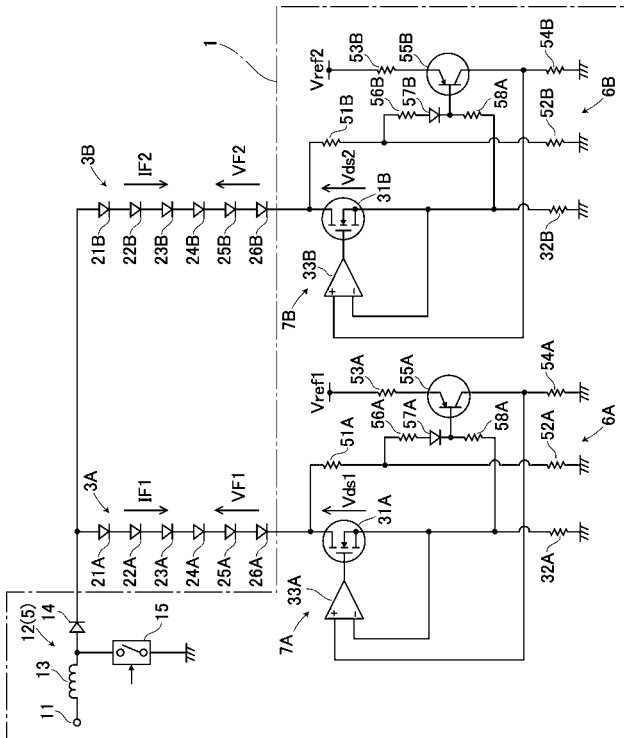 1
11
13
12(5)
14
15
3A
21A
22A
23A
24A
25A
26A
IF1
VF1
3B
21B
22B
23B
24B
25B
26B
IF2
VF2
7A
33A
31A
Vds1
51A
Vref1
53A
56A
57A
55A
58A
32A
52A
54A
6A
7B
33B
31B
Vds2
51B
Vref2
53B
56B
57B
55B
58A
32B
52B
54B
6B
+
−
+
−